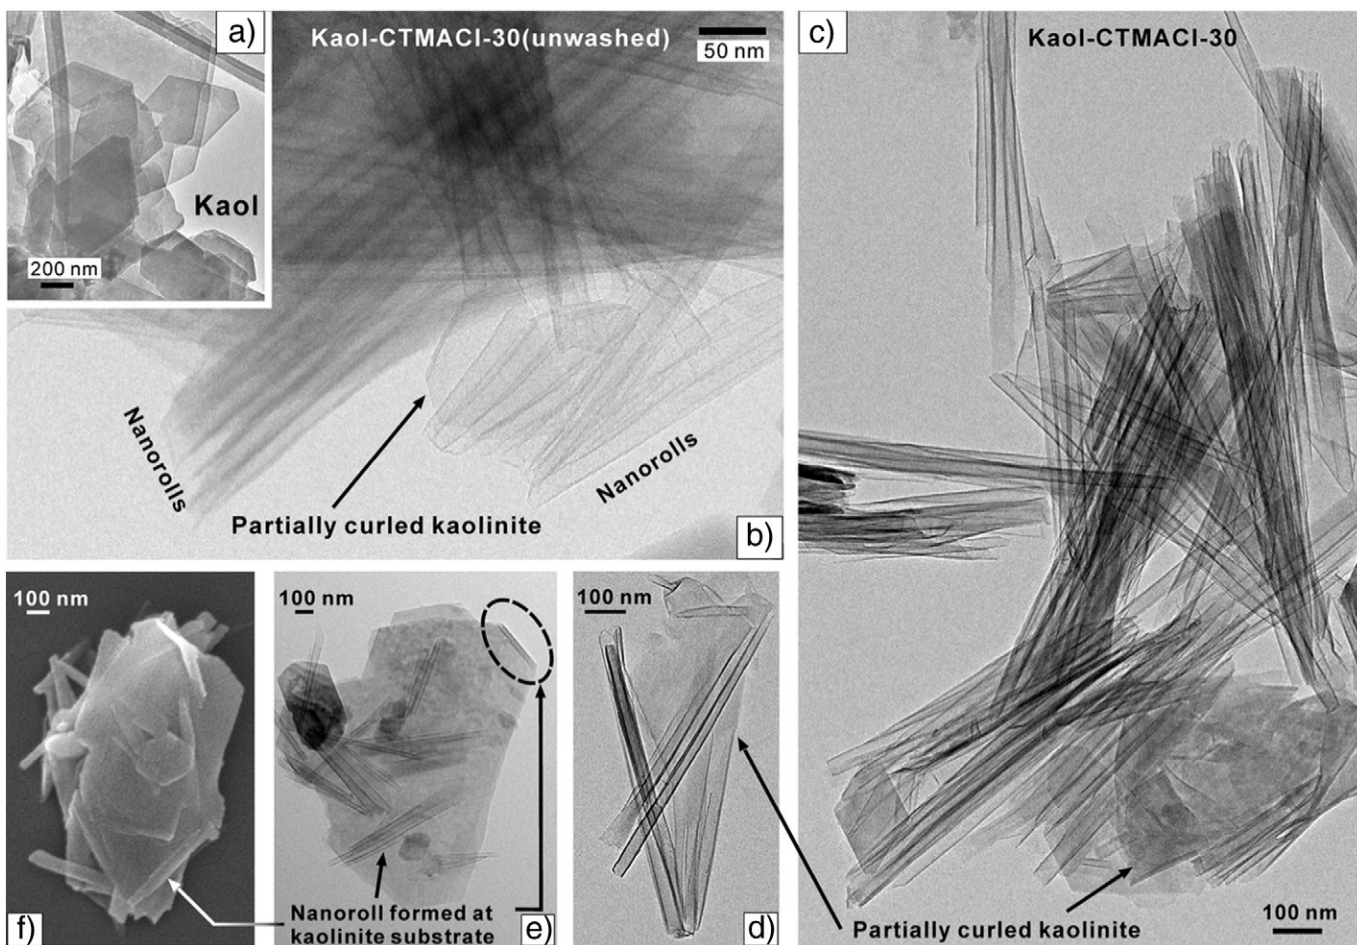 a)
Kaol
200 nm
Kaol-CTMACl-30(unwashed)
50 nm
Nanorolls
Partially curled kaolinite
Nanorolls
b)
c)
Kaol-CTMACl-30
Partially curled kaolinite
100 nm
100 nm
f)
100 nm
Nanoroll formed at
kaolinite substrate
e)
100 nm
d)